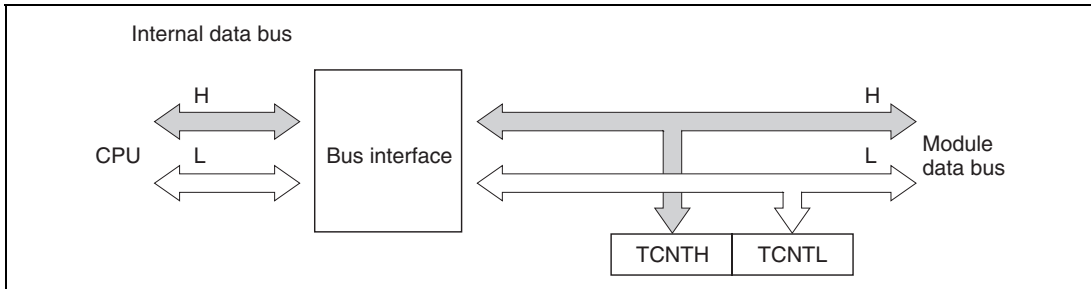 Internal data bus
H
H
CPU
L
Bus interface
L
Module
data bus
TCNTH
TCNTL